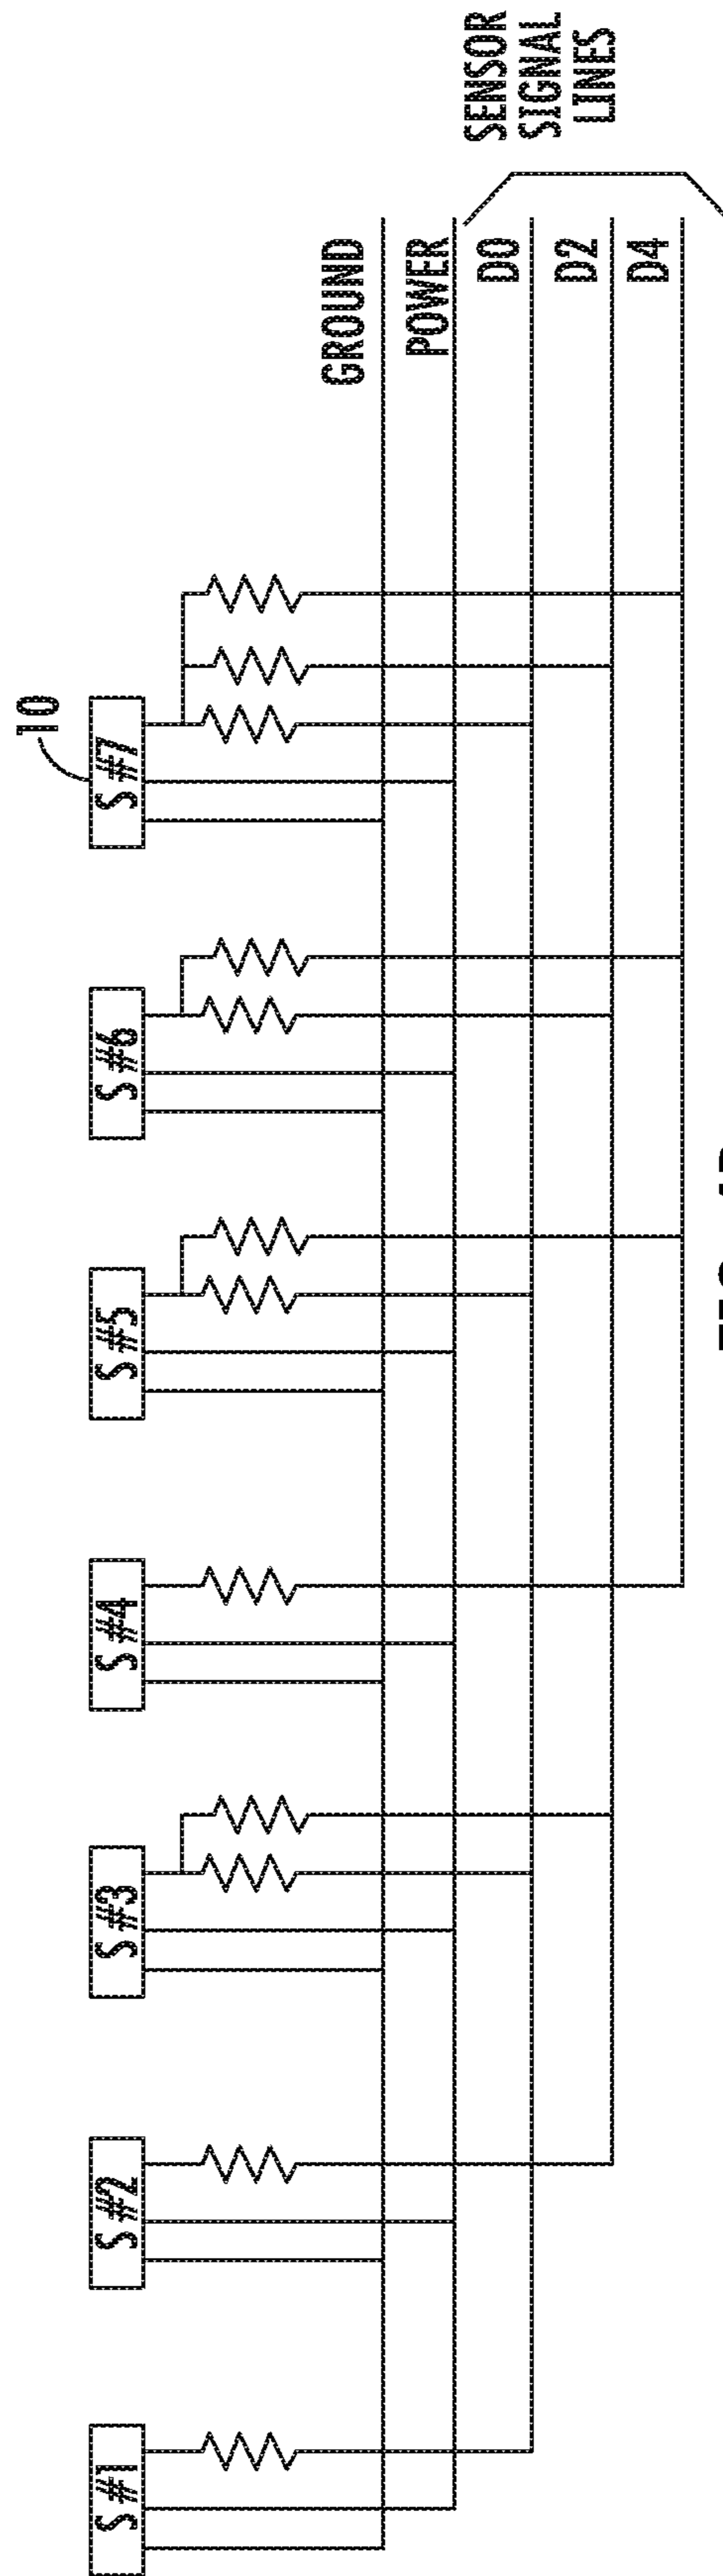 SENSOR
SIGNAL
LINES
GROUND
POWER
D0
D2
D4
10
S #1
S #2
S #3
S #4
S #5
S #6
S #7